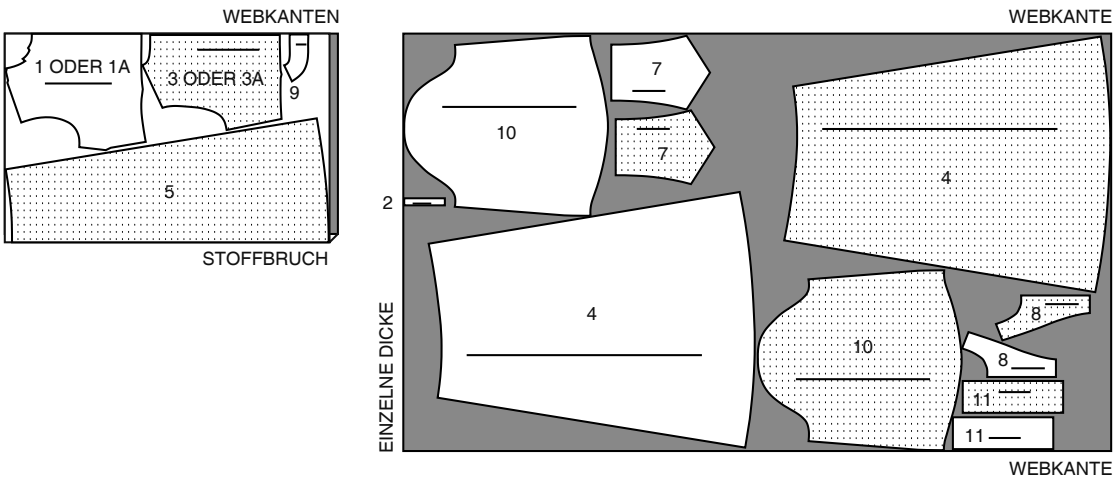 WEBKANTEN
1 ODER 1A
3 ODER 3A
9
5
STOFFBRUCH
WEBKANTE
10
7
7
4
2
4
10
8
8
11
11
EINZELNE DICKE
WEBKANTE